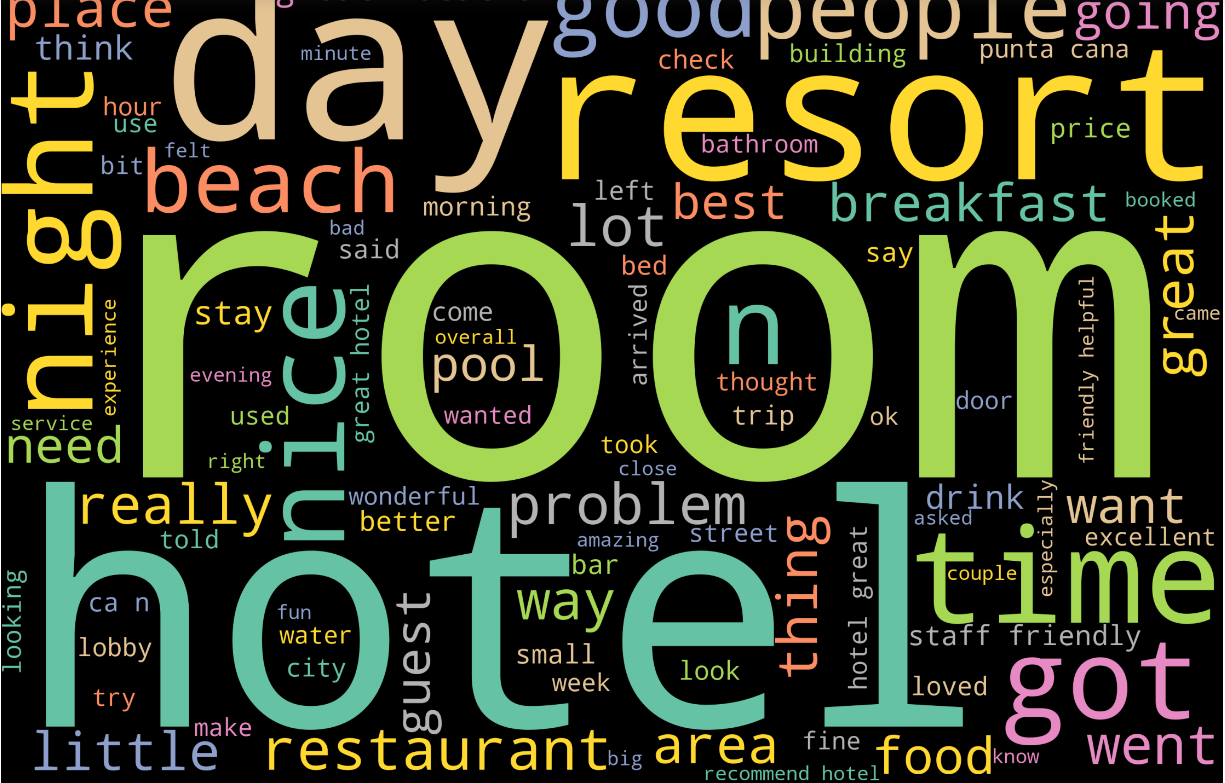 place
day
good
people
going
think
minute
check
building
punta cana
night
hour
use
resort
bathroom
price
bit
felt
beach
morning
left
lot
best
breakfast
booked
great
bad
said
bed
say
room
stay
nice
great hotel
come
overall
pool
wanted
arrived
n
thought
trip
ok
door
friendly helpful
came
experience
evening
used
right
service
need
took
close
really
told
wonderful
better
problem
amazing
street
drink
asked
especially
want
excellent
hotel
looking
ca n
lobby
try
fun
water
city
guest
bar
way
small
week
look
thing
hotel great
couple
time
staff friendly
loved
got
make
little
restaurant
big
area
recommend hotel
fine
food
know
went